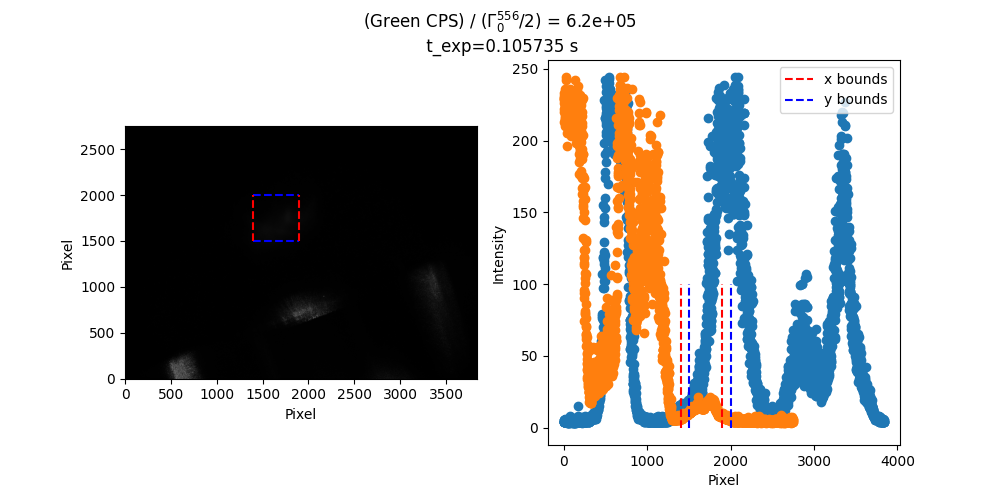 (Green CPS) / (Γ₀⁵⁵⁶/2) = 6.2e+05
t_exp=0.105735 s
2500
2000
1500
1000
500
0
Pixel
0 500 1000 1500 2000 2500 3000 3500
Pixel
250
200
150
100
50
0
Intensity
0 1000 2000 3000 4000
Pixel
x bounds
y bounds